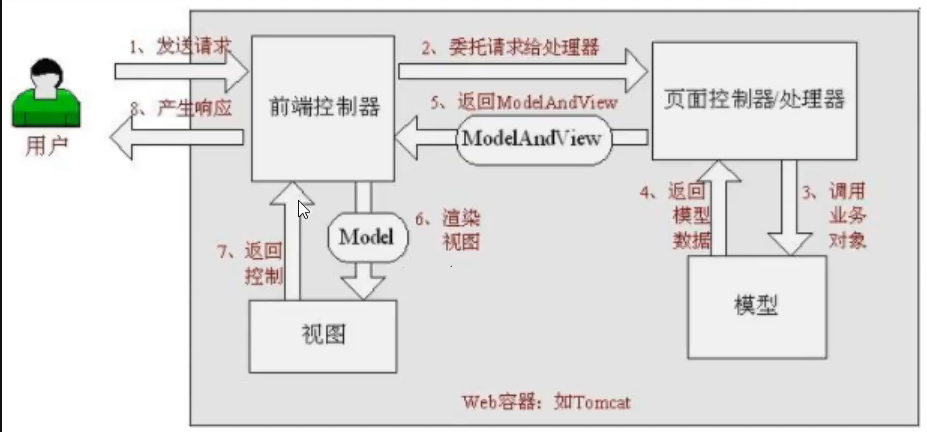 1、发送请求
2、委托请求给处理器
前端控制器
页面控制器/处理器
5、返回ModelAndView
ModelAndView
8、产生响应
用户
4、返回
模型
数据
3、调用
业务
对象
6、渲染
视图
Model
7、返回
控制
视图
模型
Web容器：如Tomcat